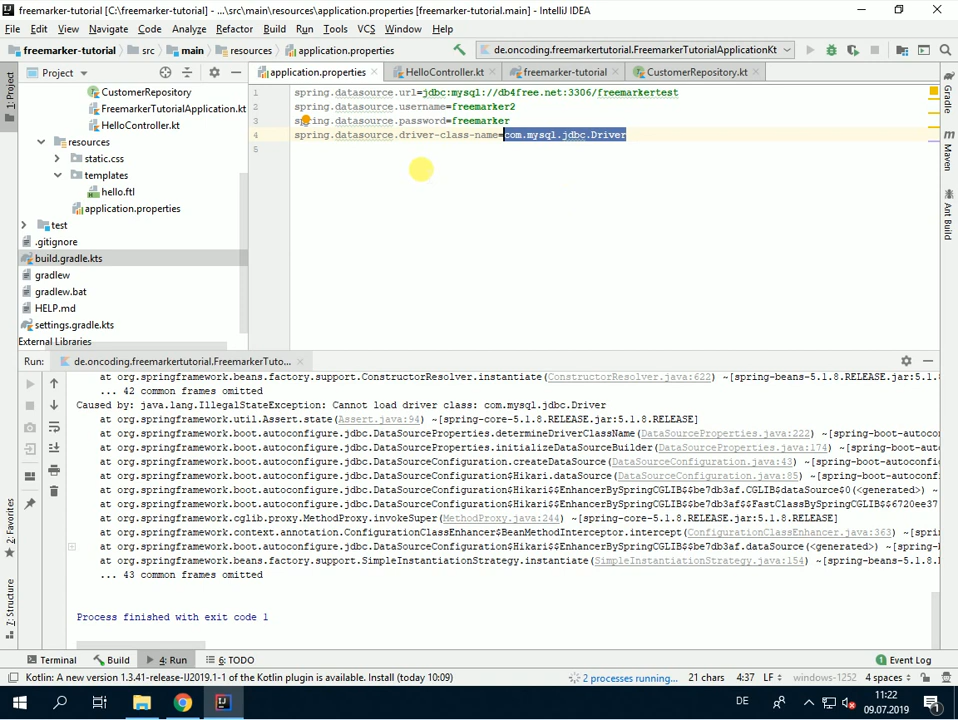 freemarker-tutorial [C:\freemarker-tutorial] - ...\src\main\resources\application.properties [freemarker-tutorial.main] - IntelliJ IDEA
File Edit View Navigate Code Analyze Refactor Build Run Tools VCS Window Help
freemarker-tutorial src main resources application.properties de.oncoding.freemarkertutorial.FreemarkerTutorialApplicationKt
Project application.properties HelloController.kt freemarker-tutorial CustomerRepository.kt
1: Project
CustomerRepository
FreemarkerTutorialApplication.kt
HelloController.kt
resources
static.css
templates
hello.ftl
application.properties
test
.gitignore
build.gradle.kts
gradlew
gradlew.bat
HELP.md
settings.gradle.kts
External Libraries
1 spring.datasource.url=jdbc:mysql://db4free.net:3306/freemarkertest
2 spring.datasource.username=freemarker2
3 spring.datasource.password=freemarker
4 spring.datasource.driver-class-name=com.mysql.jdbc.Driver
5
Gradle
Maven
Ant Build
Run: de.oncoding.freemarkertutorial.FreemarkerTuto...
at org.springframework.beans.factory.support.ConstructorResolver.instantiate(ConstructorResolver.java:622) ~[spring-beans-5.1.8.RELEASE.jar:5.1.8.
... 42 common frames omitted
Caused by: java.lang.IllegalStateException: Cannot load driver class: com.mysql.jdbc.Driver
at org.springframework.util.Assert.state(Assert.java:94) ~[spring-core-5.1.8.RELEASE.jar:5.1.8.RELEASE]
at org.springframework.boot.autoconfigure.jdbc.DataSourceProperties.determineDriverClassName(DataSourceProperties.java:222) ~[spring-boot-autoco
at org.springframework.boot.autoconfigure.jdbc.DataSourceProperties.initializeDataSourceBuilder(DataSourceProperties.java:174) ~[spring-boot-aut
at org.springframework.boot.autoconfigure.jdbc.DataSourceConfiguration.createDataSource(DataSourceConfiguration.java:43) ~[spring-boot-autoconfi
at org.springframework.boot.autoconfigure.jdbc.DataSourceConfiguration$Hikari.dataSource(DataSourceConfiguration.java:85) ~[spring-boot-autoconf
at org.springframework.boot.autoconfigure.jdbc.DataSourceConfiguration$Hikari$$EnhancerBySpringCGLIB$$be7db3af.CGLIB$dataSource$0(<generated>) ~
at org.springframework.boot.autoconfigure.jdbc.DataSourceConfiguration$Hikari$$EnhancerBySpringCGLIB$$be7db3af$$FastClassBySpringCGLIB$$6720ee37
at org.springframework.cglib.proxy.MethodProxy.invokeSuper(MethodProxy.java:244) ~[spring-core-5.1.8.RELEASE.jar:5.1.8.RELEASE]
at org.springframework.context.annotation.ConfigurationClassEnhancer$BeanMethodInterceptor.intercept(ConfigurationClassEnhancer.java:363) ~[spri
at org.springframework.boot.autoconfigure.jdbc.DataSourceConfiguration$Hikari$$EnhancerBySpringCGLIB$$be7db3af.dataSource(<generated>) ~[spring-
at org.springframework.beans.factory.support.SimpleInstantiationStrategy.instantiate(SimpleInstantiationStrategy.java:154) ~[spr
... 43 common frames omitted
Process finished with exit code 1
2: Favorites
7: Structure
Terminal Build 4: Run 6: TODO Event Log
Kotlin: A new version 1.3.41-release-IJ2019.1-1 of the Kotlin plugin is available. Install (today 10:09) 2 processes running... 21 chars 4:37 LF windows-1252 4 spaces
DE
11:22
09.07.2019
1